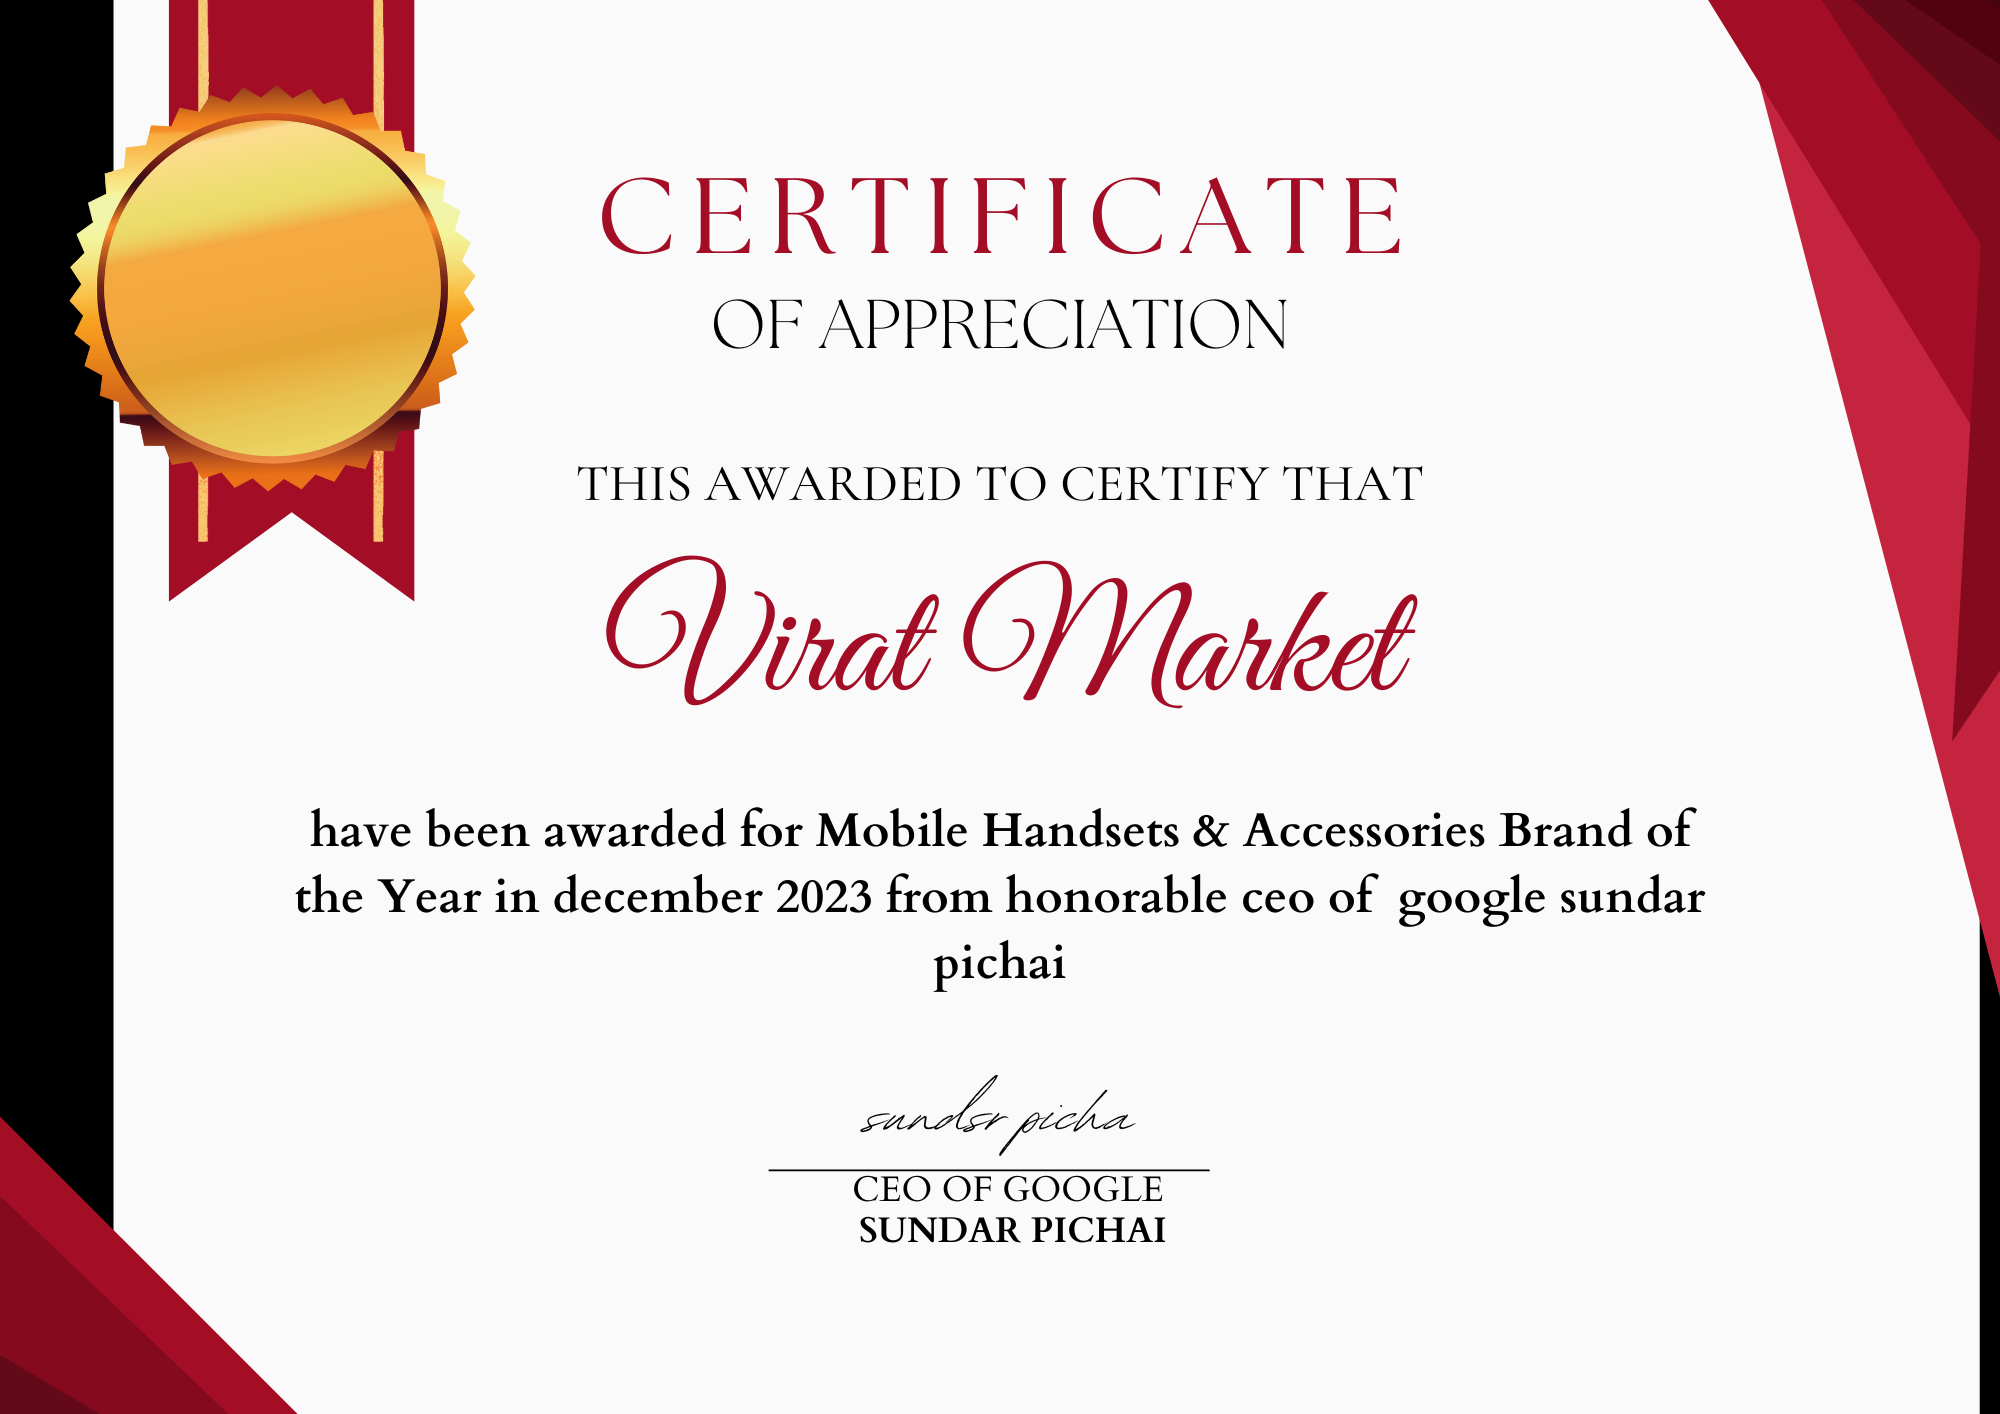 CERTIFICATE
OF APPRECIATION
THIS AWARDED TO CERTIFY THAT
Virat Market
have been awarded for Mobile Handsets & Accessories Brand of
the Year in december 2023 from honorable ceo of google sundar
pichai
sundsr picha
CEO OF GOOGLE
SUNDAR PICHAI